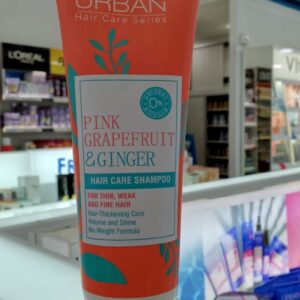 URBAN
Hair Care Series
L'OREAL
0%
PINK
GRAPEFRUIT
& GINGER
HAIR CARE SHAMPOO
FOR THIN, WEAK
AND FINE HAIR
Hair-Thickening Care
Volume and Shine
No-Weight Formula